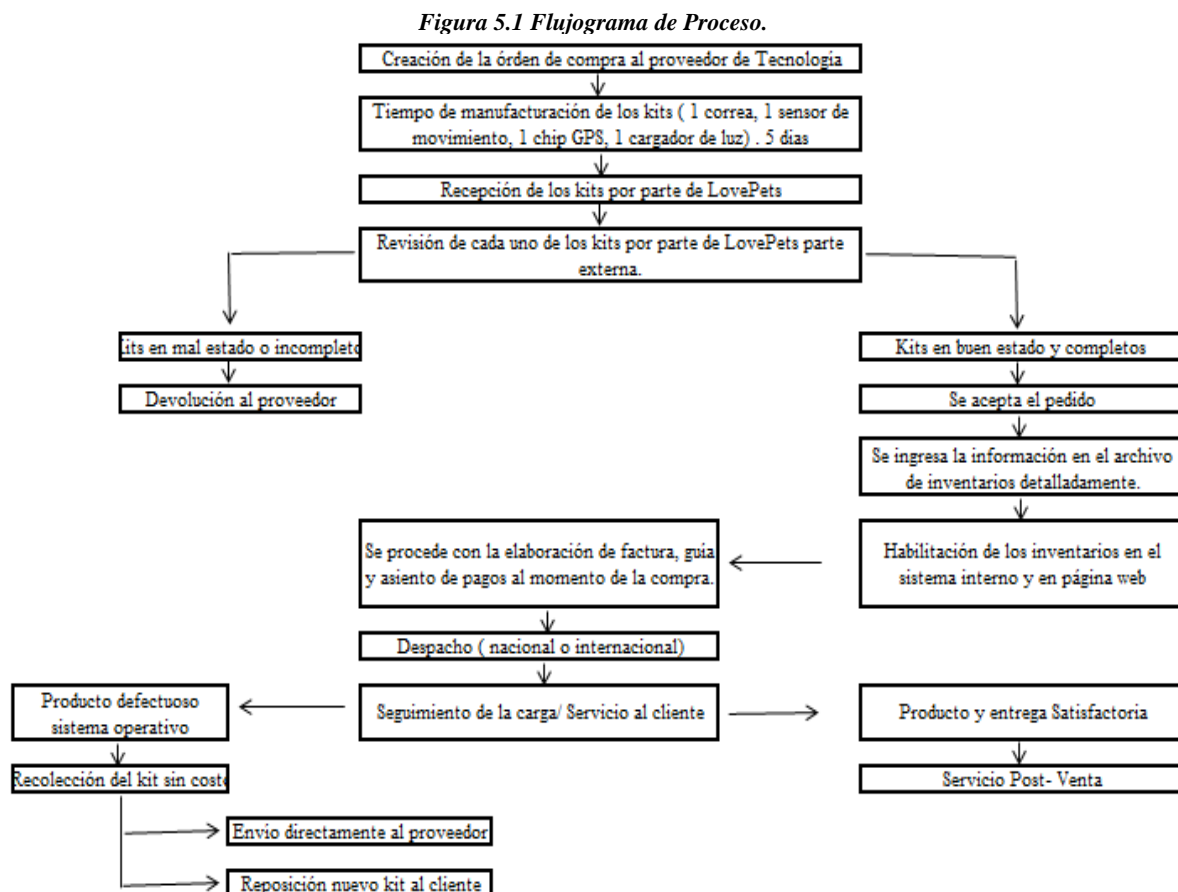 Figura 5.1 Flujograma de Proceso.
Creación de la órden de compra al proveedor de Tecnología
Tiempo de manufacturación de los kits ( 1 correa, 1 sensor de
movimiento, 1 chip GPS, 1 cargador de luz) . 5 días
Recepción de los kits por parte de LovePets
Revisión de cada uno de los kits por parte de LovePets parte
externa.
Kits en mal estado o incompleto
Devolución al proveedor
Kits en buen estado y completos
Se acepta el pedido
Se ingresa la información en el archivo
de inventarios detalladamente.
Habilitación de los inventarios en el
sistema interno y en página web
Se procede con la elaboración de factura, guía
y asiento de pagos al momento de la compra.
Despacho ( nacional o internacional)
Seguimiento de la carga/ Servicio al cliente
Producto defectuoso
sistema operativo
Recolección del kit sin costo
Envío directamente al proveedor
Reposición nuevo kit al cliente
Producto y entrega Satisfactoria
Servicio Post- Venta